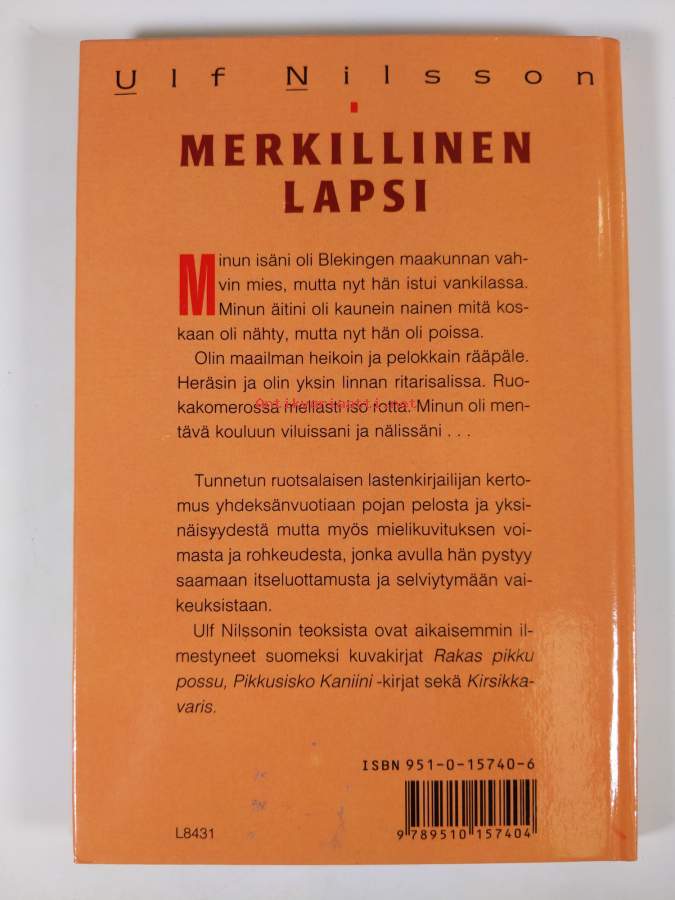 Ulf Nilsson
MERKILLINEN
LAPSI
Minun isäni oli Blekingen maakunnan vah-
vin mies, mutta nyt hän istui vankilassa.
Minun äitini oli kaunein nainen mitä kos-
kaan oli nähty, mutta nyt hän oli poissa.
Olin maailman heikoin ja pelokkain rääpäle.
Heräsin ja olin yksin linnan ritarisalissa. Ruo-
kakomerossa mellasti iso rotta. Minun oli men-
Antikvariaatti.net
tävä kouluun viluissani ja nälissäni . . .
Tunnetun ruotsalaisen lastenkirjailijan kerto-
mus yhdeksänvuotiaan pojan pelosta ja yksi-
näisyydestä mutta myös mielikuvituksen voi-
masta ja rohkeudesta, jonka avulla hän pystyy
saamaan itseluottamusta ja selviytymään vai-
keuksistaan.
Ulf Nilssonin teoksista ovat aikaisemmin il-
mestyneet suomeksi kuvakirjat Rakas pikku
possu, Pikkusisko Kaniini -kirjat sekä Kirsikka-
varis.
ISBN 951-0-15740-6
L8431
9 789510 157404